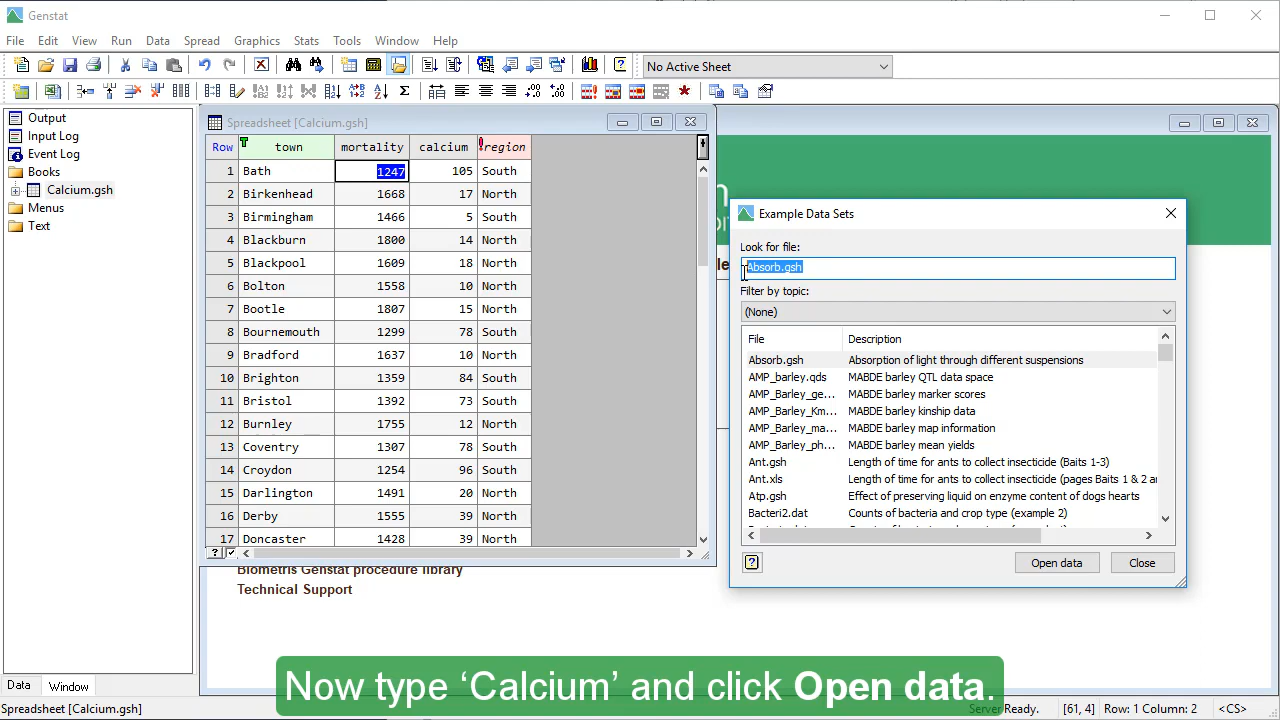 Genstat
File Edit View Run Data Spread Graphics Stats Tools Window Help
No Active Sheet
Output
Input Log
Event Log
Books
Calcium.gsh
Menus
Text
Data Window
Spreadsheet [Calcium.gsh]
Row town mortality calcium region
1 Bath 1247 105 South
2 Birkenhead 1668 17 North
3 Birmingham 1466 5 South
4 Blackburn 1800 14 North
5 Blackpool 1609 18 North
6 Bolton 1558 10 North
7 Bootle 1807 15 North
8 Bournemouth 1299 78 South
9 Bradford 1637 10 North
10 Brighton 1359 84 South
11 Bristol 1392 73 South
12 Burnley 1755 12 North
13 Coventry 1307 78 South
14 Croydon 1254 96 South
15 Darlington 1491 20 North
16 Derby 1555 39 North
17 Doncaster 1428 39 North
Biometris Genstat procedure library
Technical Support
Example Data Sets
Look for file:
Absorb.gsh
Filter by topic:
(None)
File Description
Absorb.gsh Absorption of light through different suspensions
AMP_barley.qds MABDE barley QTL data space
AMP_Barley_ge... MABDE barley marker scores
AMP_Barley_Km... MABDE barley kinship data
AMP_Barley_ma... MABDE barley map information
AMP_Barley_ph... MABDE barley mean yields
Ant.gsh Length of time for ants to collect insecticide (Baits 1-3)
Ant.xls Length of time for ants to collect insecticide (pages Baits 1 & 2 ar
Atp.gsh Effect of preserving liquid on enzyme content of dogs hearts
Bacteri2.dat Counts of bacteria and crop type (example 2)
Open data Close
Now type ‘Calcium’ and click Open data.
Spreadsheet [Calcium.gsh] Server Ready. [61, 4] Row: 1 Column: 2 <CS>